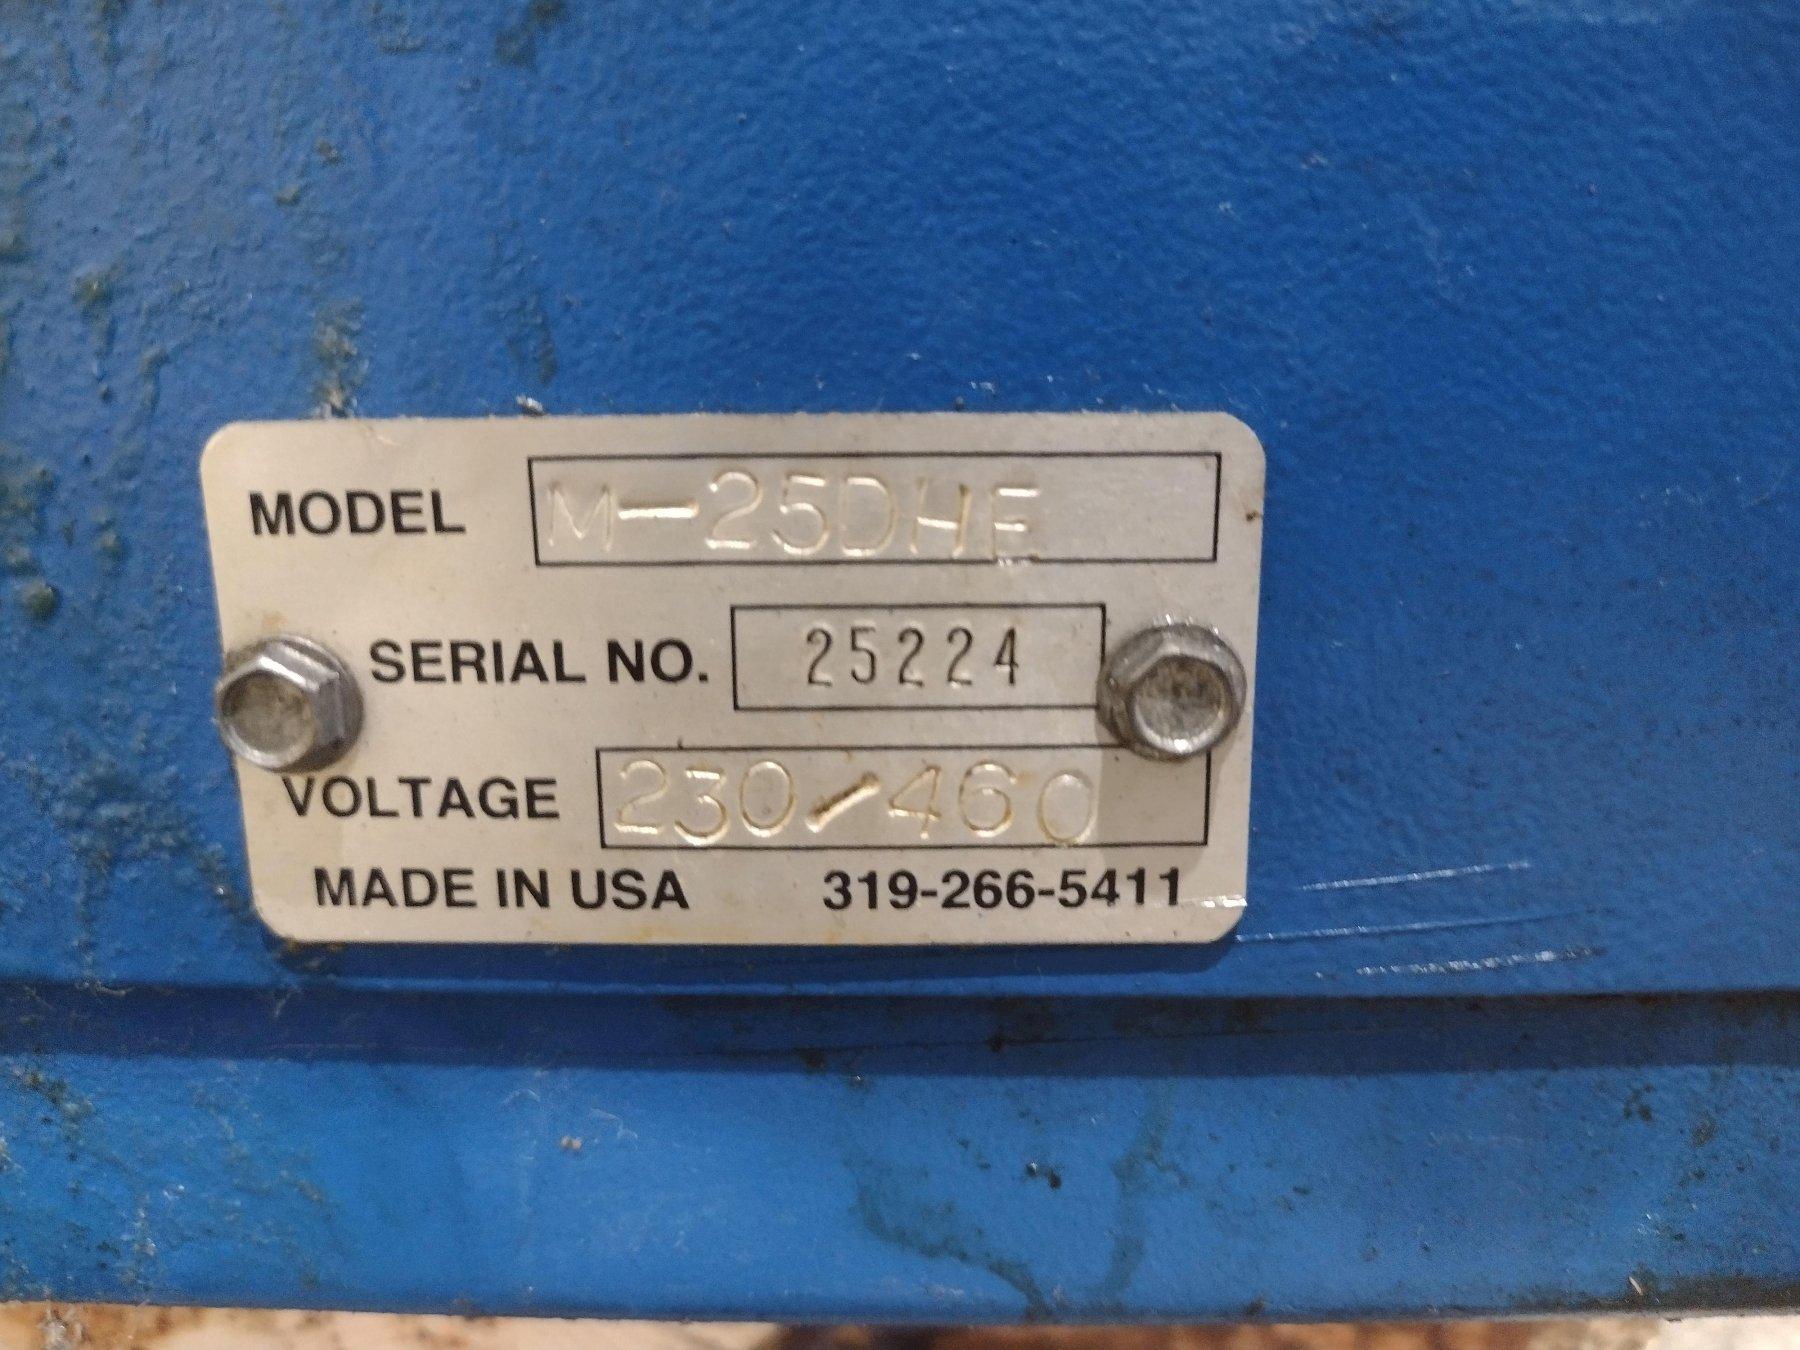 MODEL M-25DHE
SERIAL NO. 25224
VOLTAGE 230/460
MADE IN USA 319-266-5411